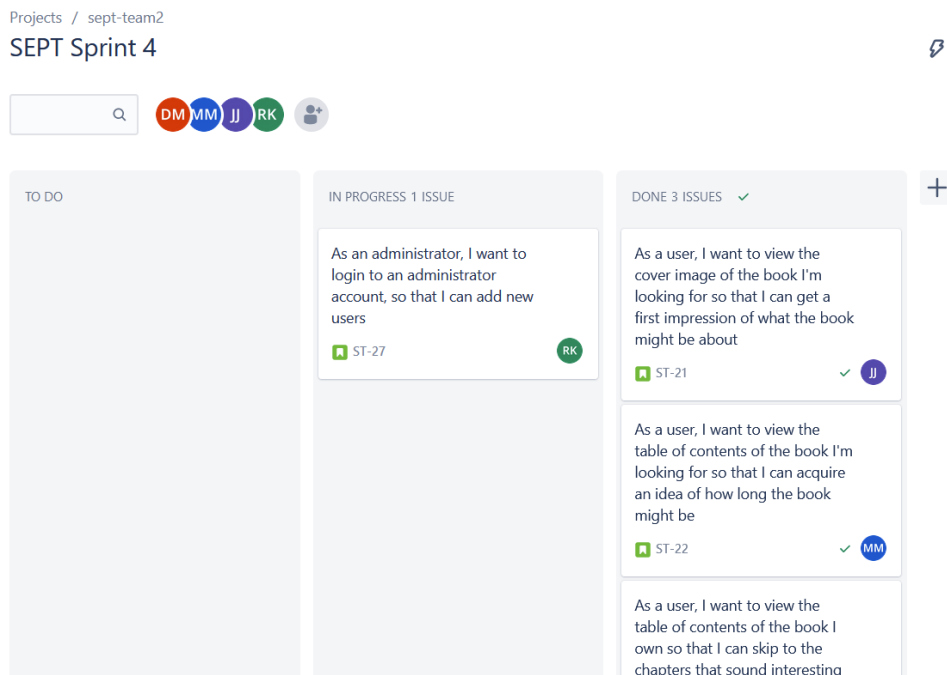 Projects / sept-team2
SEPT Sprint 4
DM MM JJ RK
TO DO
IN PROGRESS 1 ISSUE
As an administrator, I want to
login to an administrator
account, so that I can add new
users
ST-27
RK
DONE 3 ISSUES
As a user, I want to view the
cover image of the book I'm
looking for so that I can get a
first impression of what the book
might be about
ST-21
JJ
As a user, I want to view the
table of contents of the book I'm
looking for so that I can acquire
an idea of how long the book
might be
ST-22
MM
As a user, I want to view the
table of contents of the book I
own so that I can skip to the
chapters that sound interesting